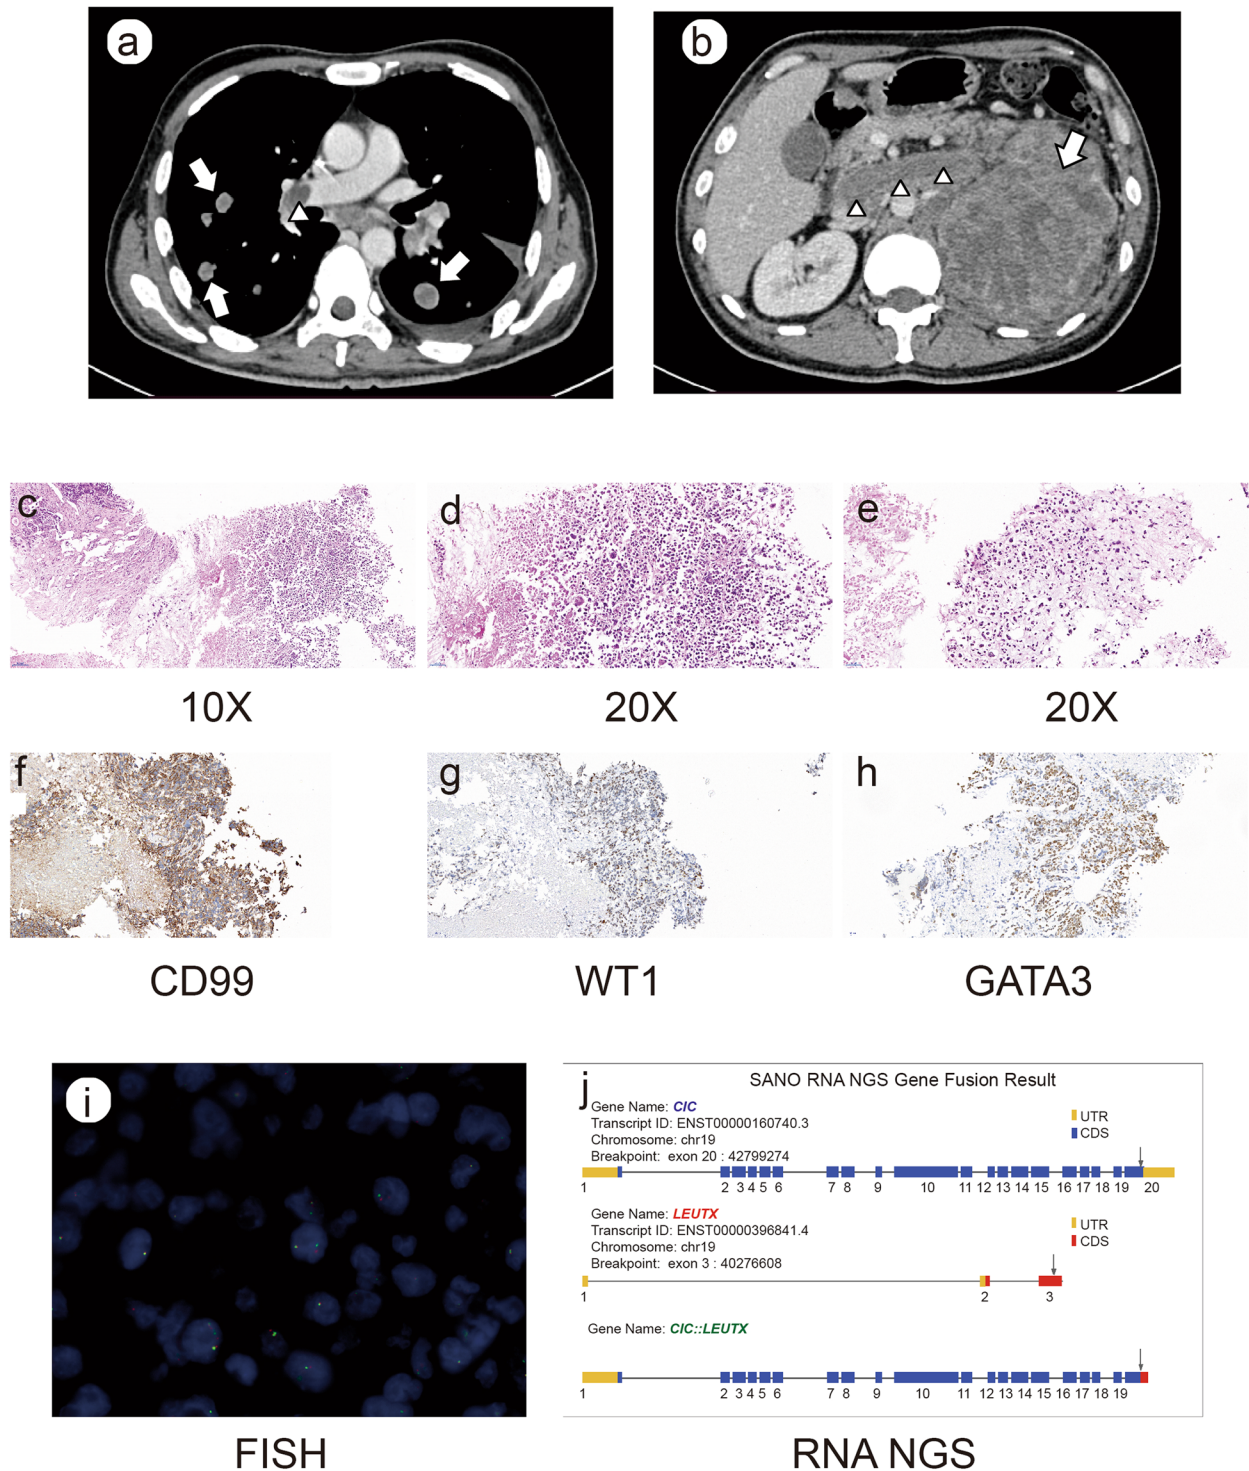 a
b
c
d
e
10X
20X
20X
f
g
h
CD99
WT1
GATA3
i
j
SANO RNA NGS Gene Fusion Result
Gene Name: CIC
Transcript ID: ENST00000160740.3
Chromosome: chr19
Breakpoint: exon 20 : 42799274
UTR
CDS
1 2 3 4 5 6 7 8 9 10 11 12 13 14 15 16 17 18 19 20
Gene Name: LEUTX
Transcript ID: ENST00000396841.4
Chromosome: chr19
Breakpoint: exon 3 : 40276608
UTR
CDS
1 2 3
Gene Name: CIC::LEUTX
1 2 3 4 5 6 7 8 9 10 11 12 13 14 15 16 17 18 19
FISH
RNA NGS